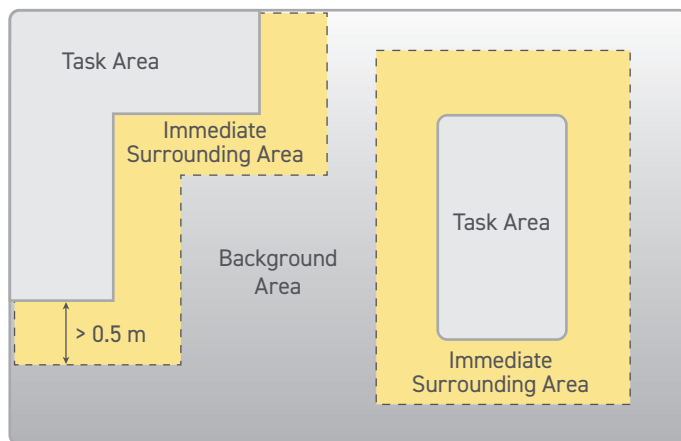 Task Area
Immediate
Surrounding Area
Background
Area
> 0.5 m
Task Area
Immediate
Surrounding Area